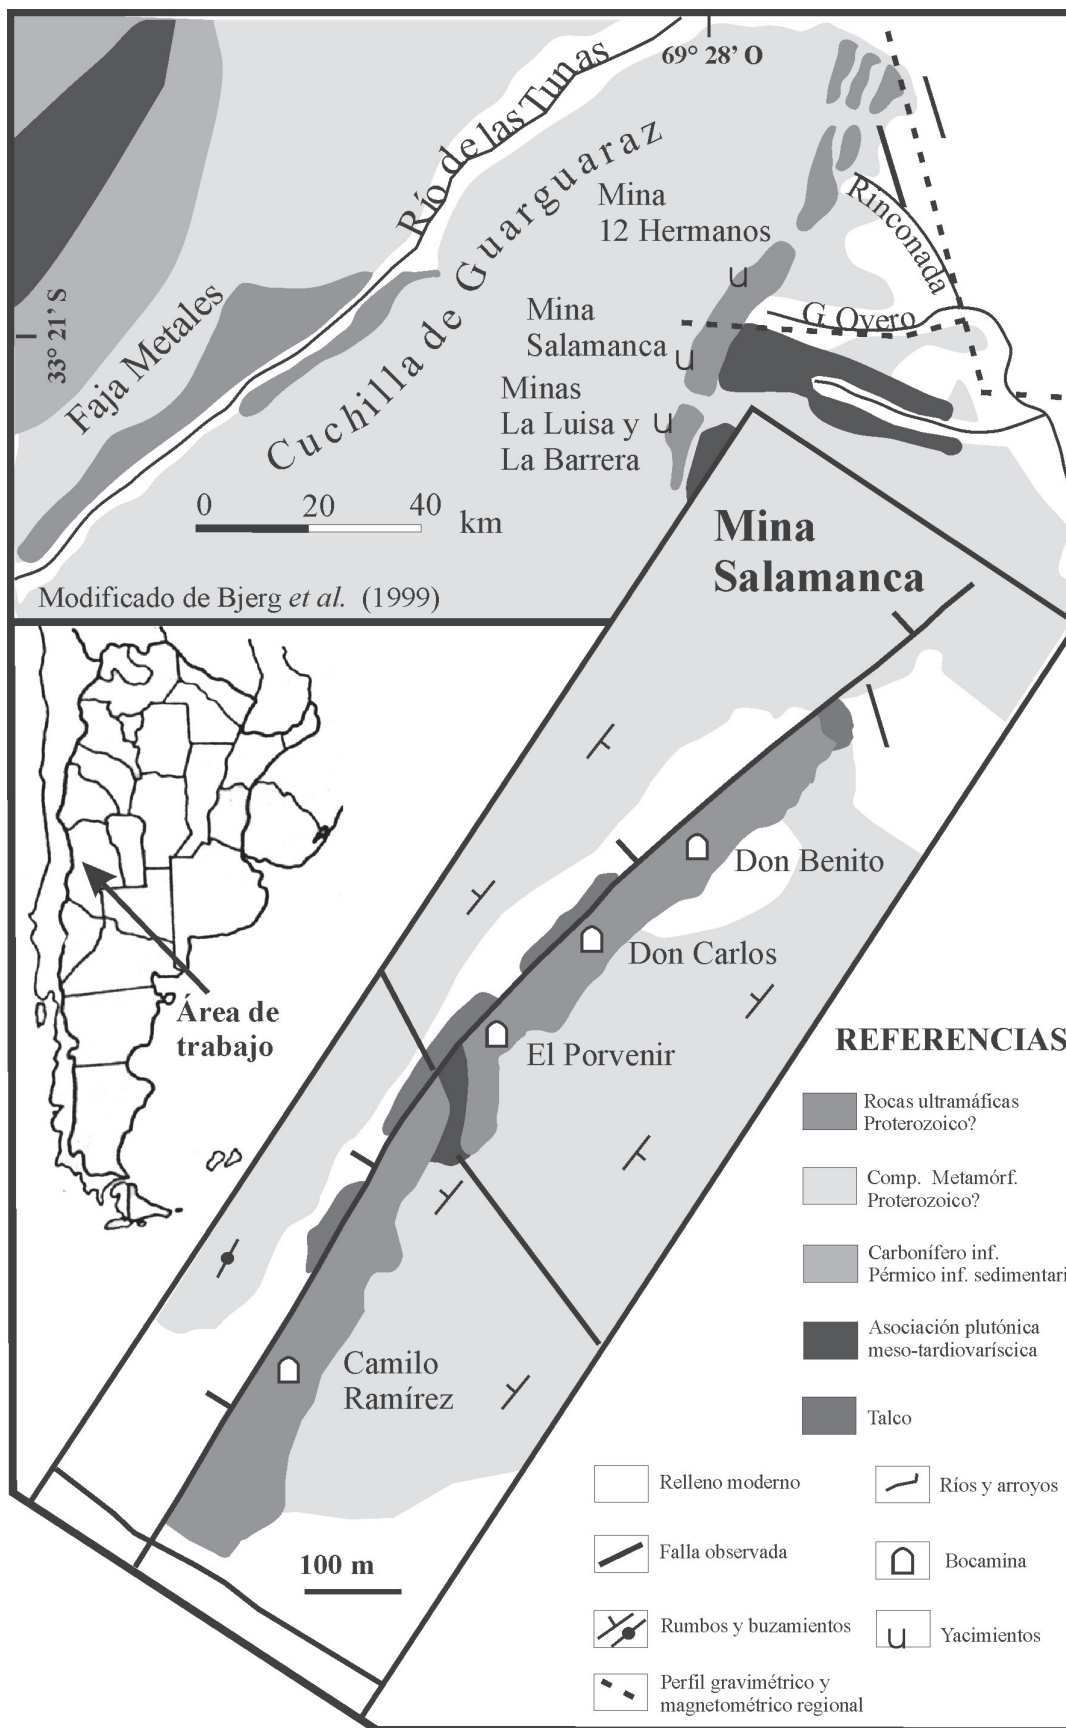 69° 28' O
Río de las Tunas
Cuchilla de Guarguaraz
Mina
12 Hermanos
Rinconada
33° 21' S
Faja Metales
Mina
Salamanca
G. Overo
Minas
La Luisa y
La Barrera
0 20 40
km
Modificado de Bjerg et al. (1999)
Mina
Salamanca
Don Benito
Don Carlos
El Porvenir
Área de
trabajo
Camilo
Ramírez
100 m
REFERENCIAS
Rocas ultramáficas
Proterozoico?
Comp. Metamórf.
Proterozoico?
Carbonífero inf.
Pérmico inf. sedimentari
Asociación plutónica
meso-tardiovaríscica
Talco
Relleno moderno
Ríos y arroyos
Falla observada
Bocamina
Rumbos y buzamientos
Yacimientos
Perfil gravimétrico y
magnetométrico regional